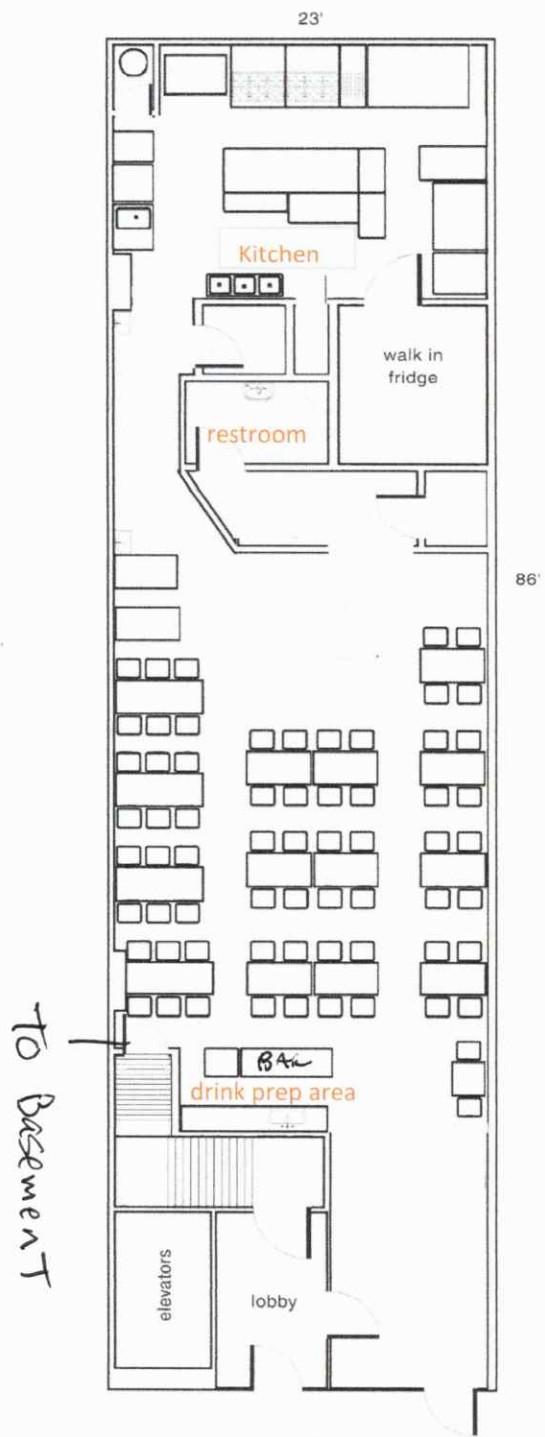 23'
Kitchen
walk in
fridge
restroom
86'
BAR
drink prep area
To Basement
elevators
lobby